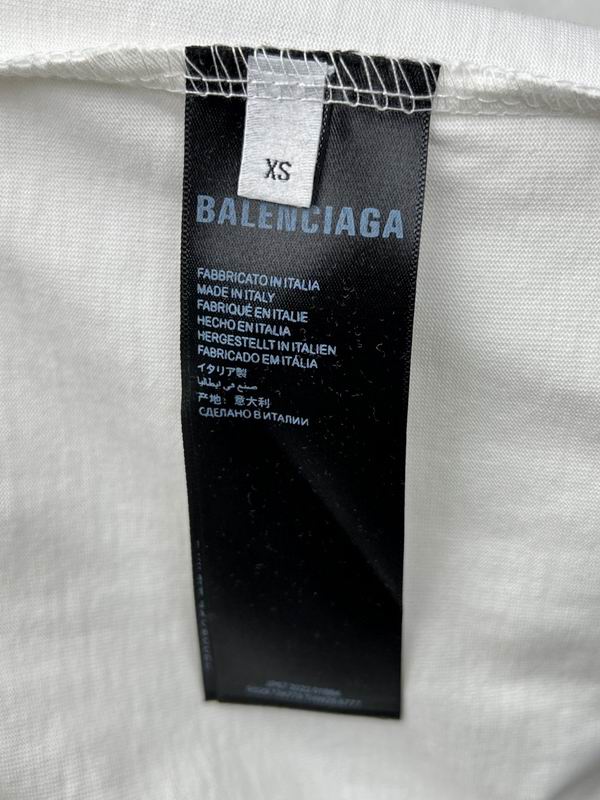 XS
BALENCIAGA
FABBRICATO IN ITALIA
MADE IN ITALY
FABRIQUÉ EN ITALIE
HECHO EN ITALIA
HERGESTELLT IN ITALIEN
FABRICADO EM ITÁLIA
イタリア製
صنع في إيطاليا
产地：意大利
СДЕЛАНО В ИТАЛИИ